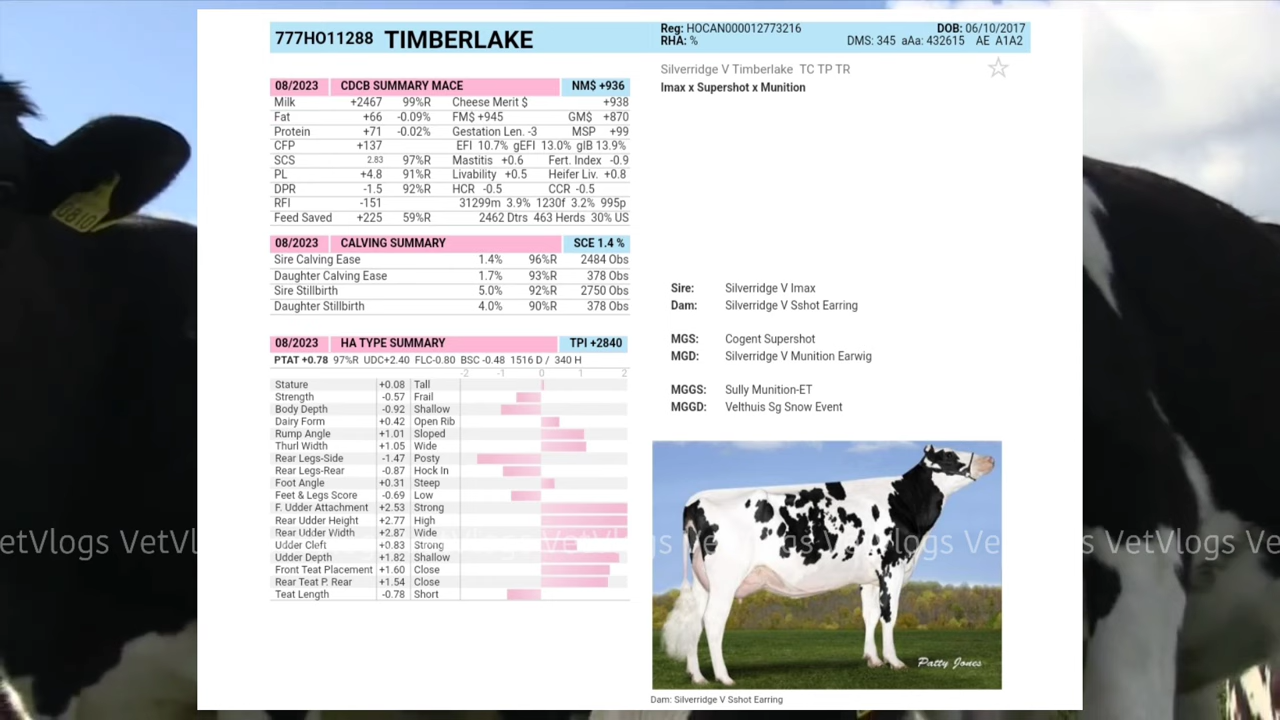 777HO11288 TIMBERLAKE
Reg: HOCAN000012773216 DOB: 06/10/2017
RHA: % DMS: 345 aAa: 432615 AE A1A2
Silverridge V Timberlake TC TP TR
Imax x Supershot x Munition
08/2023 CDCB SUMMARY MACE NM$ +936
Milk +2467 99%R Cheese Merit $ +938
Fat +66 -0.09% FM$ +945 GM$ +870
Protein +71 -0.02% Gestation Len. -3 MSP +99
CFP +137 EFI 10.7% gEFI 13.0% gIB 13.9%
SCS 2.83 97%R Mastitis +0.6 Fert. Index -0.9
PL +4.8 91%R Livability +0.5 Heifer Liv. +0.8
DPR -1.5 92%R HCR -0.5 CCR -0.5
RFI -151 31299m 3.9% 1230f 3.2% 995p
Feed Saved +225 59%R 2462 Dtrs 463 Herds 30% US
08/2023 CALVING SUMMARY SCE 1.4 %
Sire Calving Ease 1.4% 96%R 2484 Obs
Daughter Calving Ease 1.7% 93%R 378 Obs
Sire Stillbirth 5.0% 92%R 2750 Obs
Daughter Stillbirth 4.0% 90%R 378 Obs
08/2023 HA TYPE SUMMARY TPI +2840
PTAT +0.78 97%R UDC+2.40 FLC-0.80 BSC -0.48 1516 D / 340 H
-2 -1 0 1 2
Stature +0.08 Tall
Strength -0.57 Frail
Body Depth -0.92 Shallow
Dairy Form +0.42 Open Rib
Rump Angle +1.01 Sloped
Thurl Width +1.05 Wide
Rear Legs-Side -1.47 Posty
Rear Legs-Rear -0.87 Hock In
Foot Angle +0.31 Steep
Feet & Legs Score -0.69 Low
F. Udder Attachment +2.53 Strong
Rear Udder Height +2.77 High
Rear Udder Width +2.87 Wide
Udder Cleft +0.83 Strong
Udder Depth +1.82 Shallow
Front Teat Placement +1.60 Close
Rear Teat P. Rear +1.54 Close
Teat Length -0.78 Short
Sire: Silverridge V Imax
Dam: Silverridge V Sshot Earring
MGS: Cogent Supershot
MGD: Silverridge V Munition Earwig
MGGS: Sully Munition-ET
MGGD: Velthuis Sg Snow Event
Patty Jones
Dam: Silverridge V Sshot Earring
etVlogs VetVl gs VetVlogs VetVlogs Ve s VetVlogs VetV